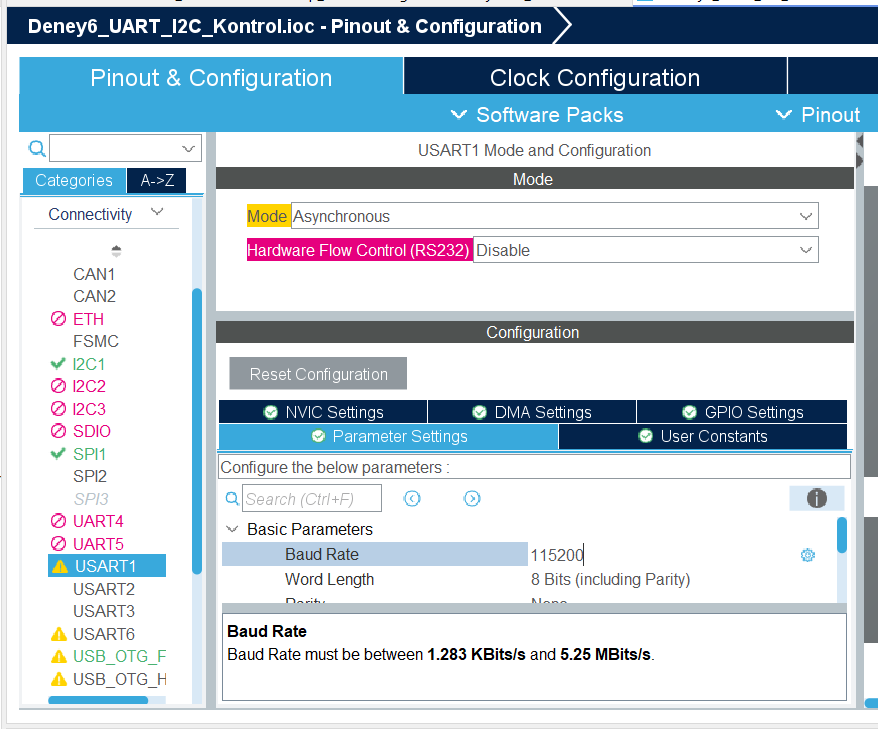 Deney6_UART_I2C_Kontrol.ioc - Pinout & Configuration
Pinout & Configuration
Clock Configuration
Software Packs
Pinout
USART1 Mode and Configuration
Categories
A->Z
Mode
Connectivity
Mode Asynchronous
Hardware Flow Control (RS232) Disable
CAN1
CAN2
ETH
FSMC
I2C1
I2C2
I2C3
SDIO
SPI1
SPI2
SPI3
UART4
UART5
USART1
USART2
USART3
USART6
USB_OTG_F
USB_OTG_H
Configuration
Reset Configuration
NVIC Settings
DMA Settings
GPIO Settings
Parameter Settings
User Constants
Configure the below parameters :
Search (Ctrl+F)
Basic Parameters
Baud Rate 115200
Word Length 8 Bits (including Parity)
Parity None
Baud Rate
Baud Rate must be between 1.283 KBits/s and 5.25 MBits/s.